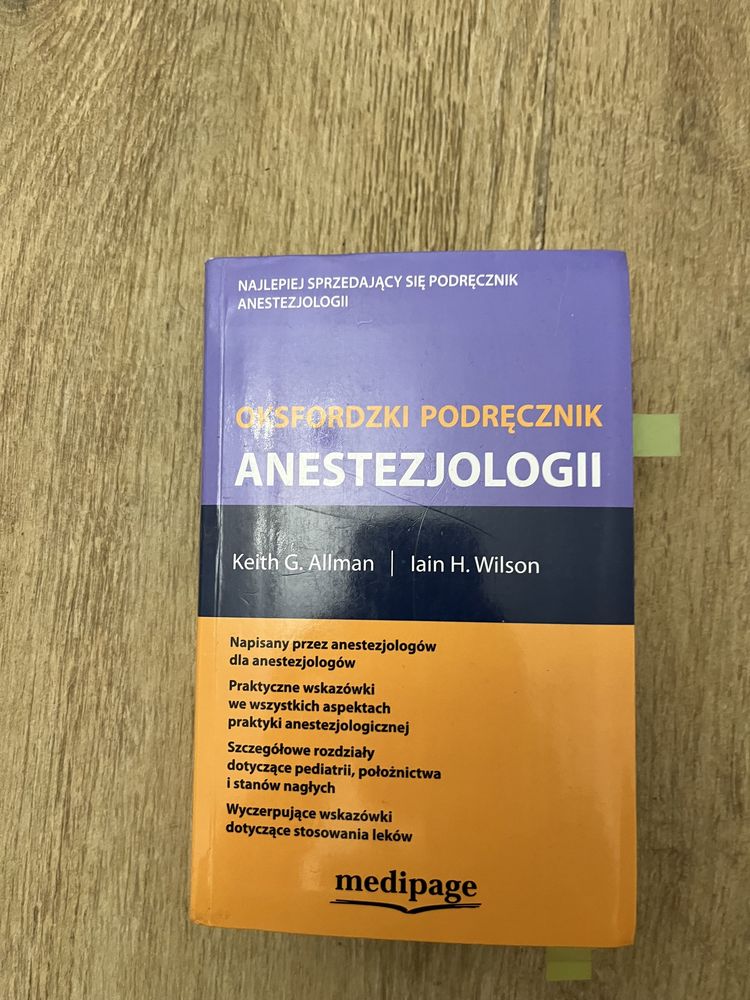 NAJLEPIEJ SPRZEDAJĄCY SIĘ PODRĘCZNIK
ANESTEZJOLOGII
OKSFORDZKI PODRĘCZNIK
ANESTEZJOLOGII
Keith G. Allman | Iain H. Wilson
Napisany przez anestezjologów
dla anestezjologów
Praktyczne wskazówki
we wszystkich aspektach
praktyki anestezjologicznej
Szczegółowe rozdziały
dotyczące pediatrii, położnictwa
i stanów nagłych
Wyczerpujące wskazówki
dotyczące stosowania leków
medipage